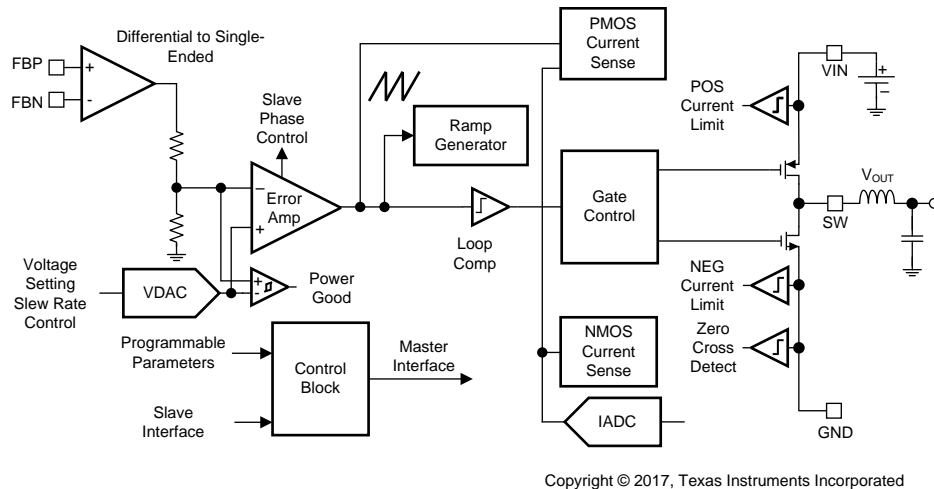 Differential to Single-
Ended
FBP
+
FBN
-
Slave
Phase
Control
PMOS
Current
Sense
Ramp
Generator
POS
Current
Limit
VIN
+
−
−
Error
Amp
+
Loop
Comp
Gate
Control
VOUT
SW
Voltage
Setting
Slew Rate
Control
VDAC
+
-
Power
Good
NEG
Current
Limit
Programmable
Parameters
Control
Block
Master
Interface
NMOS
Current
Sense
Zero
Cross
Detect
Slave
Interface
IADC
GND
Copyright © 2017, Texas Instruments Incorporated